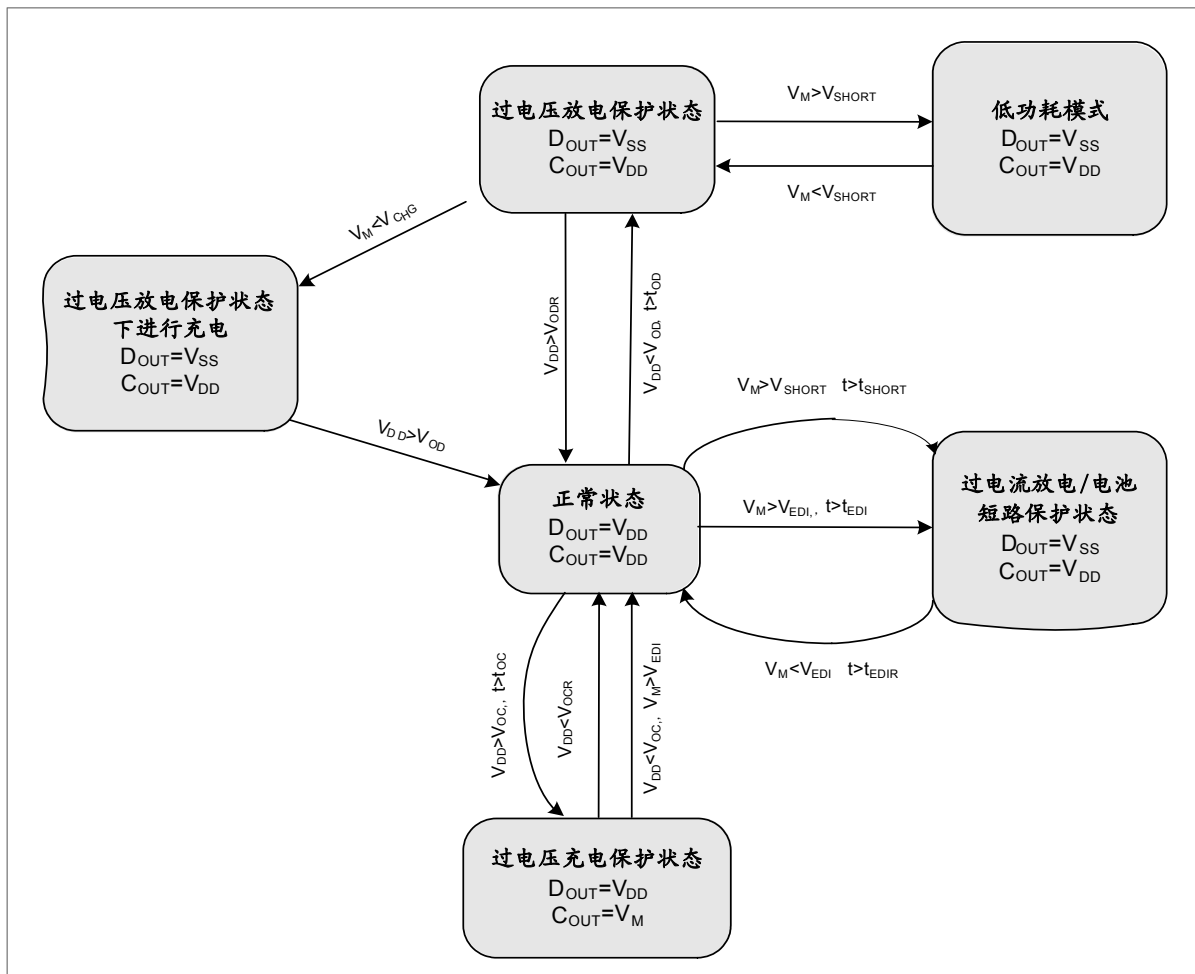 过电压放电保护状态
DOUT=VSS
COUT=VDD
VM>VSHORT
VM<VSHORT
低功耗模式
DOUT=VSS
COUT=VDD
VM<VCHG
过电压放电保护状态
下进行充电
DOUT=VSS
COUT=VDD
VDD>VODR
VDD<VOD, t>tOD
VDD>VOD
VM>VSHORT t>tSHORT
正常状态
DOUT=VDD
COUT=VDD
VM>VEDI,, t>tEDI
过电流放电/电池
短路保护状态
DOUT=VSS
COUT=VDD
VM<VEDI t>tEDIR
VDD>VOC,, t>tOC
VDD<VOCR
VDD<VOC,, VM>VEDI
过电压充电保护状态
DOUT=VDD
COUT=VM